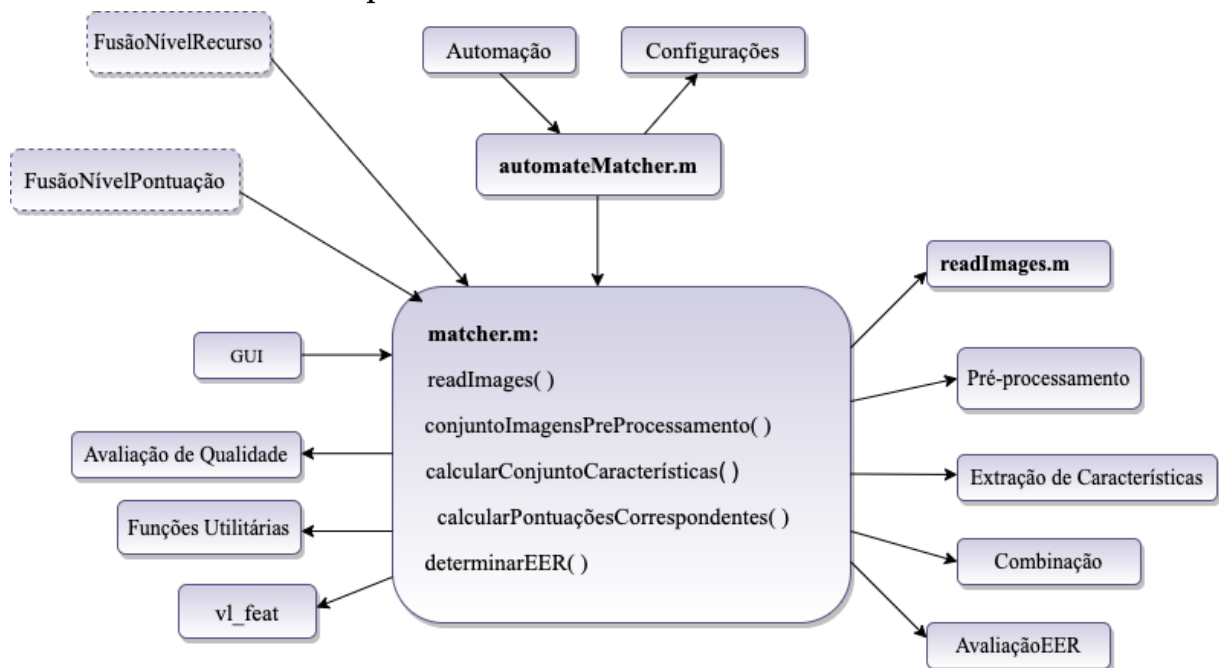 FusãoNívelRecurso
Automação
Configurações
automateMatcher.m
FusãoNívelPontuação
readImages.m
matcher.m:
readImages( )
conjuntoImagensPreProcessamento( )
calcularConjuntoCaracterísticas( )
calcularPontuaçõesCorrespondentes( )
determinarEER( )
GUI
Avaliação de Qualidade
Funções Utilitárias
vl_feat
Pré-processamento
Extração de Características
Combinação
AvaliaçãoEER